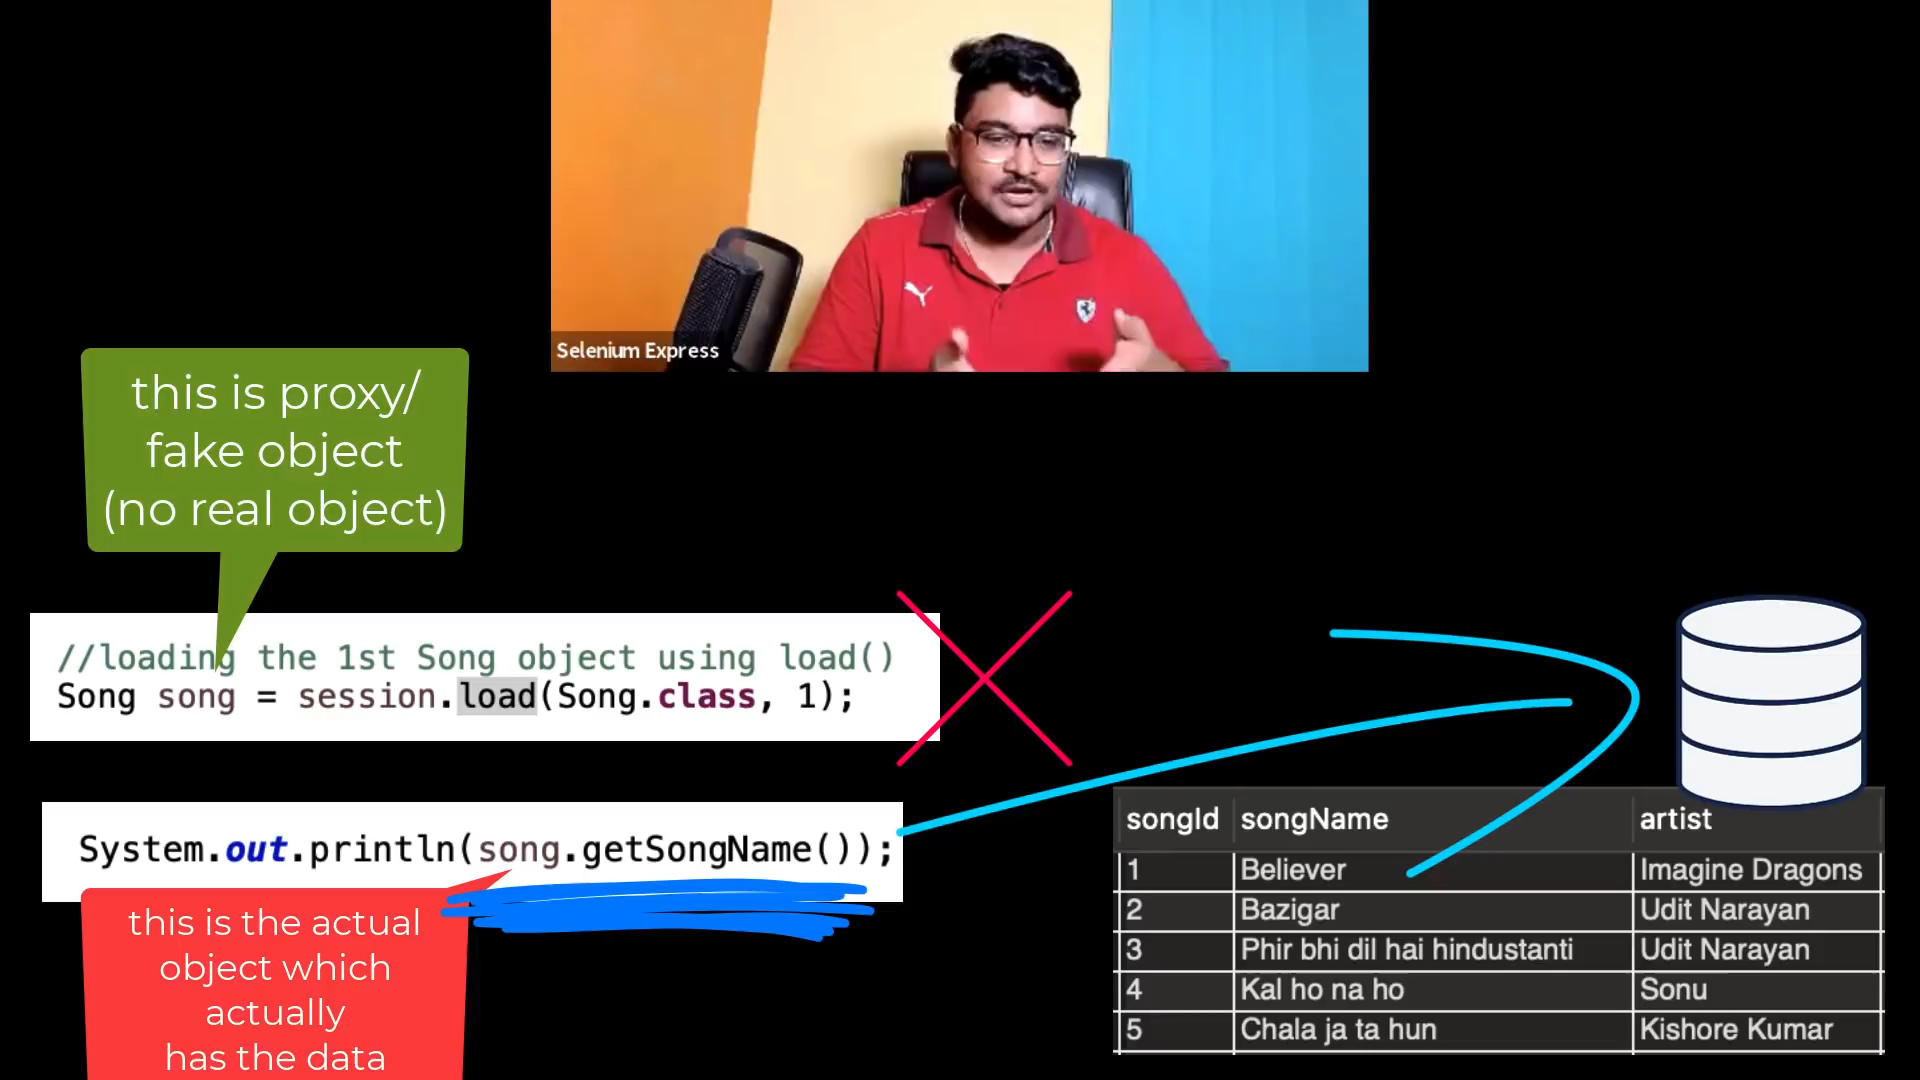 Selenium Express
this is proxy/
fake object
(no real object)
//loading the 1st Song object using load()
Song song = session.load(Song.class, 1);
System.out.println(song.getSongName());
this is the actual
object which
actually
has the data
songId songName artist
1 Believer Imagine Dragons
2 Bazigar Udit Narayan
3 Phir bhi dil hai hindustanti Udit Narayan
4 Kal ho na ho Sonu
5 Chala ja ta hun Kishore Kumar